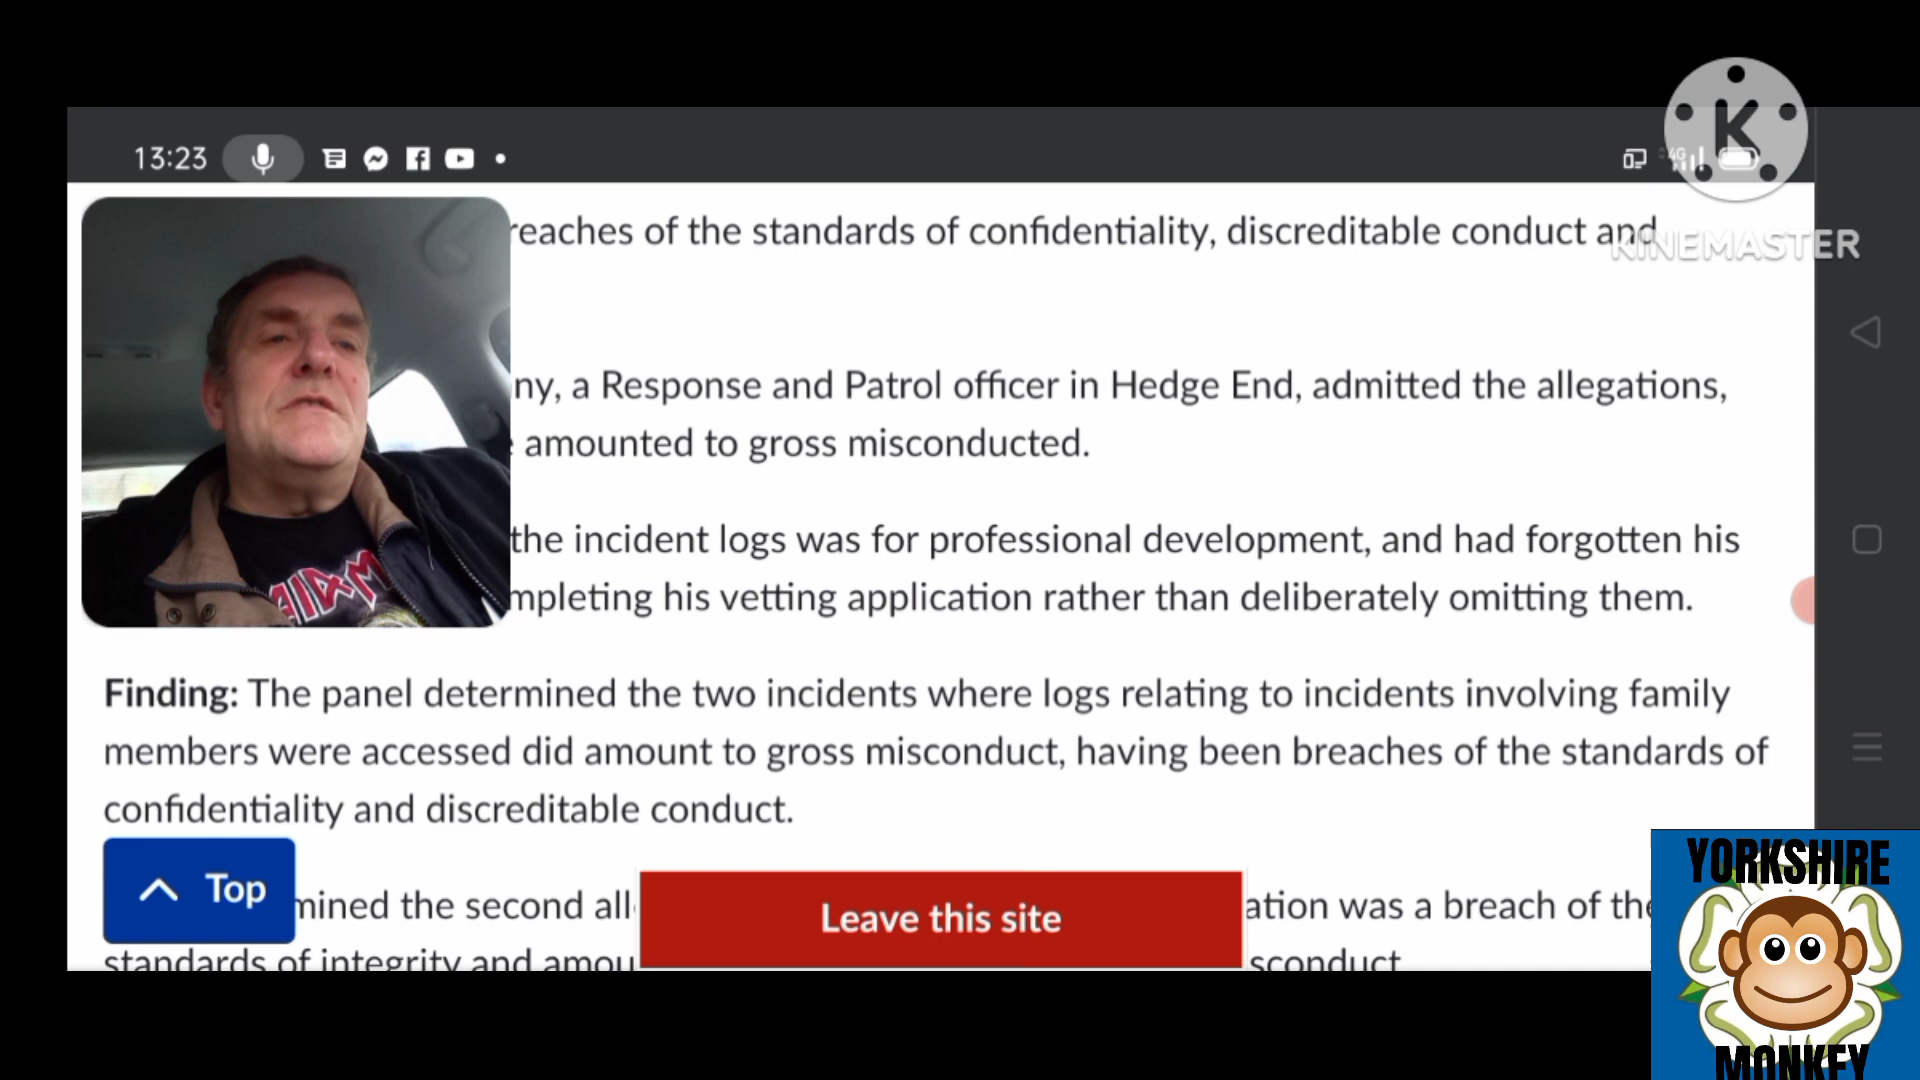 13:23
4G
KINEMASTER
reaches of the standards of confidentiality, discreditable conduct and
ny, a Response and Patrol officer in Hedge End, admitted the allegations,
amounted to gross misconducted.
the incident logs was for professional development, and had forgotten his
mpleting his vetting application rather than deliberately omitting them.
Finding: The panel determined the two incidents where logs relating to incidents involving family
members were accessed did amount to gross misconduct, having been breaches of the standards of
confidentiality and discreditable conduct.
Top
mined the second all
Leave this site
ation was a breach of the
standards of integrity and amou
sconduct
MAI
YORKSHIRE
MONKEY